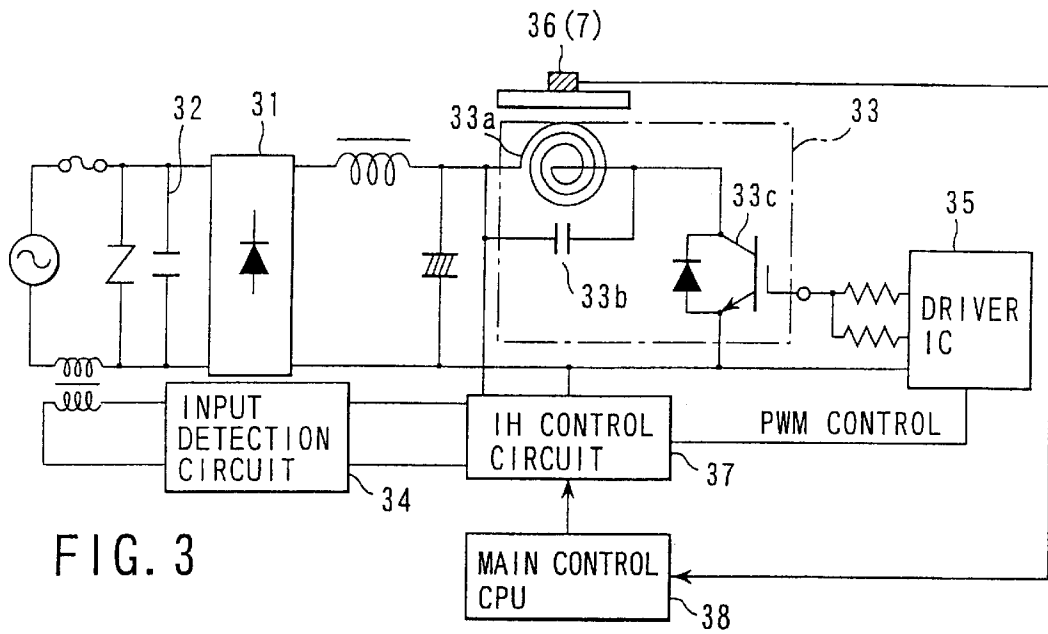 36(7)
32
31
33a
33
33c
35
33b
DRIVER
IC
INPUT
DETECTION
CIRCUIT
IH CONTROL
CIRCUIT
PWM CONTROL
34
37
FIG. 3
MAIN CONTROL
CPU
38